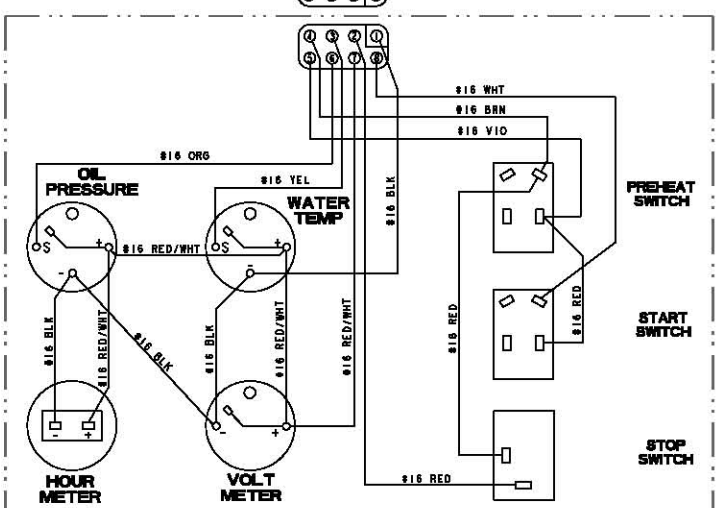 4 3 2 1
5 6 7 8
#16 WHT
#16 BRN
#16 VIO
#16 ORG
#16 YEL
#16 BLK
OIL
PRESSURE
WATER
TEMP
PREHEAT
SWITCH
S
+
-
#16 RED/WHT
S
+
-
#16 BLK
#16 RED/WHT
#16 BLK
#16 BLK
#16 RED/WHT
#16 RED/WHT
#16 RED
#16 RED
START
SWITCH
- +
- +
STOP
SWITCH
#16 RED
HOUR
METER
VOLT
METER